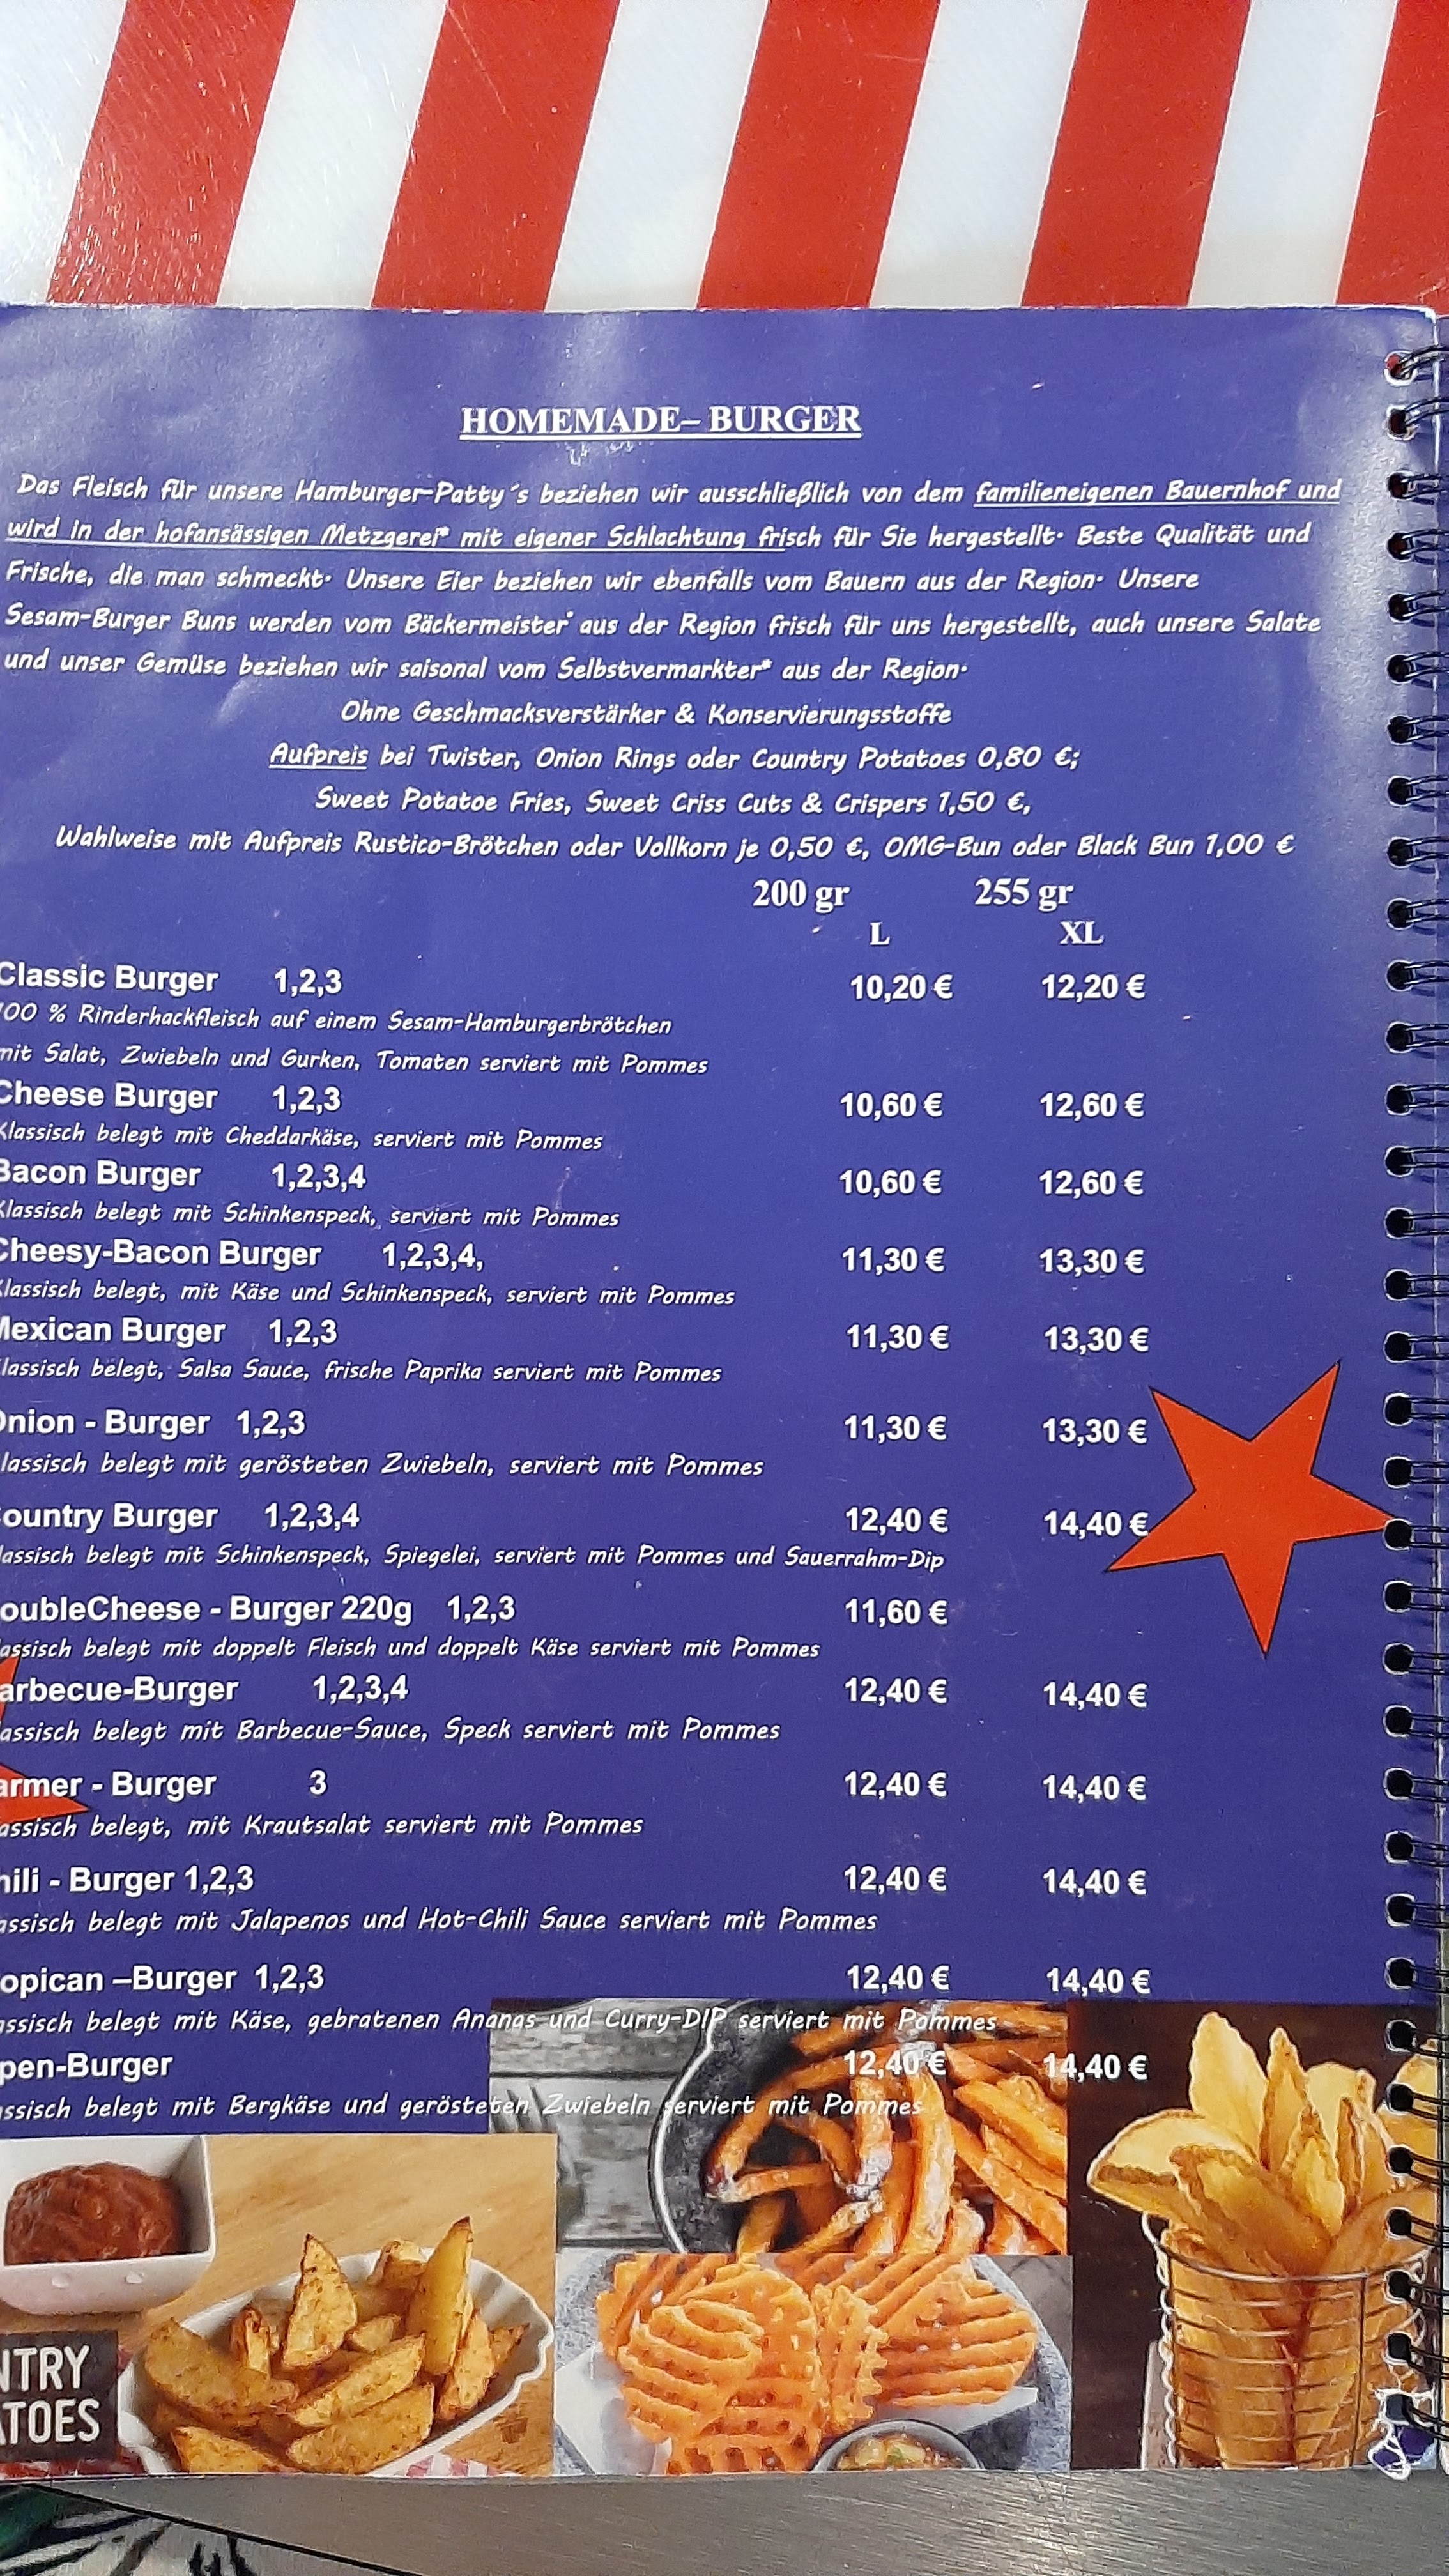 HOMEMADE– BURGER
Das Fleisch für unsere Hamburger-Patty´s beziehen wir ausschließlich von dem familieneigenen Bauernhof und
wird in der hofansässigen Metzgerei* mit eigener Schlachtung frisch für Sie hergestellt. Beste Qualität und
Frische, die man schmeckt. Unsere Eier beziehen wir ebenfalls vom Bauern aus der Region. Unsere
Sesam-Burger Buns werden vom Bäckermeister* aus der Region frisch für uns hergestellt, auch unsere Salate
und unser Gemüse beziehen wir saisonal vom Selbstvermarkter* aus der Region.
Ohne Geschmacksverstärker & Konservierungsstoffe
Aufpreis bei Twister, Onion Rings oder Country Potatoes 0,80 €;
Sweet Potatoe Fries, Sweet Criss Cuts & Crispers 1,50 €,
Wahlweise mit Aufpreis Rustico-Brötchen oder Vollkorn je 0,50 €, OMG-Bun oder Black Bun 1,00 €
200 gr 255 gr
L XL
Classic Burger 1,2,3 10,20 € 12,20 €
100 % Rinderhackfleisch auf einem Sesam-Hamburgerbrötchen
mit Salat, Zwiebeln und Gurken, Tomaten serviert mit Pommes
Cheese Burger 1,2,3 10,60 € 12,60 €
Klassisch belegt mit Cheddarkäse, serviert mit Pommes
Bacon Burger 1,2,3,4 10,60 € 12,60 €
Klassisch belegt mit Schinkenspeck, serviert mit Pommes
Cheesy-Bacon Burger 1,2,3,4, 11,30 € 13,30 €
Klassisch belegt, mit Käse und Schinkenspeck, serviert mit Pommes
Mexican Burger 1,2,3 11,30 € 13,30 €
lassisch belegt, Salsa Sauce, frische Paprika serviert mit Pommes
Onion - Burger 1,2,3 11,30 € 13,30 €
lassisch belegt mit gerösteten Zwiebeln, serviert mit Pommes
ountry Burger 1,2,3,4 12,40 € 14,40 €
lassisch belegt mit Schinkenspeck, Spiegelei, serviert mit Pommes und Sauerrahm-Dip
oubleCheese - Burger 220g 1,2,3 11,60 €
assisch belegt mit doppelt Fleisch und doppelt Käse serviert mit Pommes
arbecue-Burger 1,2,3,4 12,40 € 14,40 €
assisch belegt mit Barbecue-Sauce, Speck serviert mit Pommes
armer - Burger 3 12,40 € 14,40 €
assisch belegt, mit Krautsalat serviert mit Pommes
hili - Burger 1,2,3 12,40 € 14,40 €
assisch belegt mit Jalapenos und Hot-Chili Sauce serviert mit Pommes
opican –Burger 1,2,3 12,40 € 14,40 €
assisch belegt mit Käse, gebratenen Ananas und Curry-DIP serviert mit Pommes
pen-Burger 12,40 € 14,40 €
assisch belegt mit Bergkäse und gerösteten Zwiebeln serviert mit Pommes
NTRY
ATOES